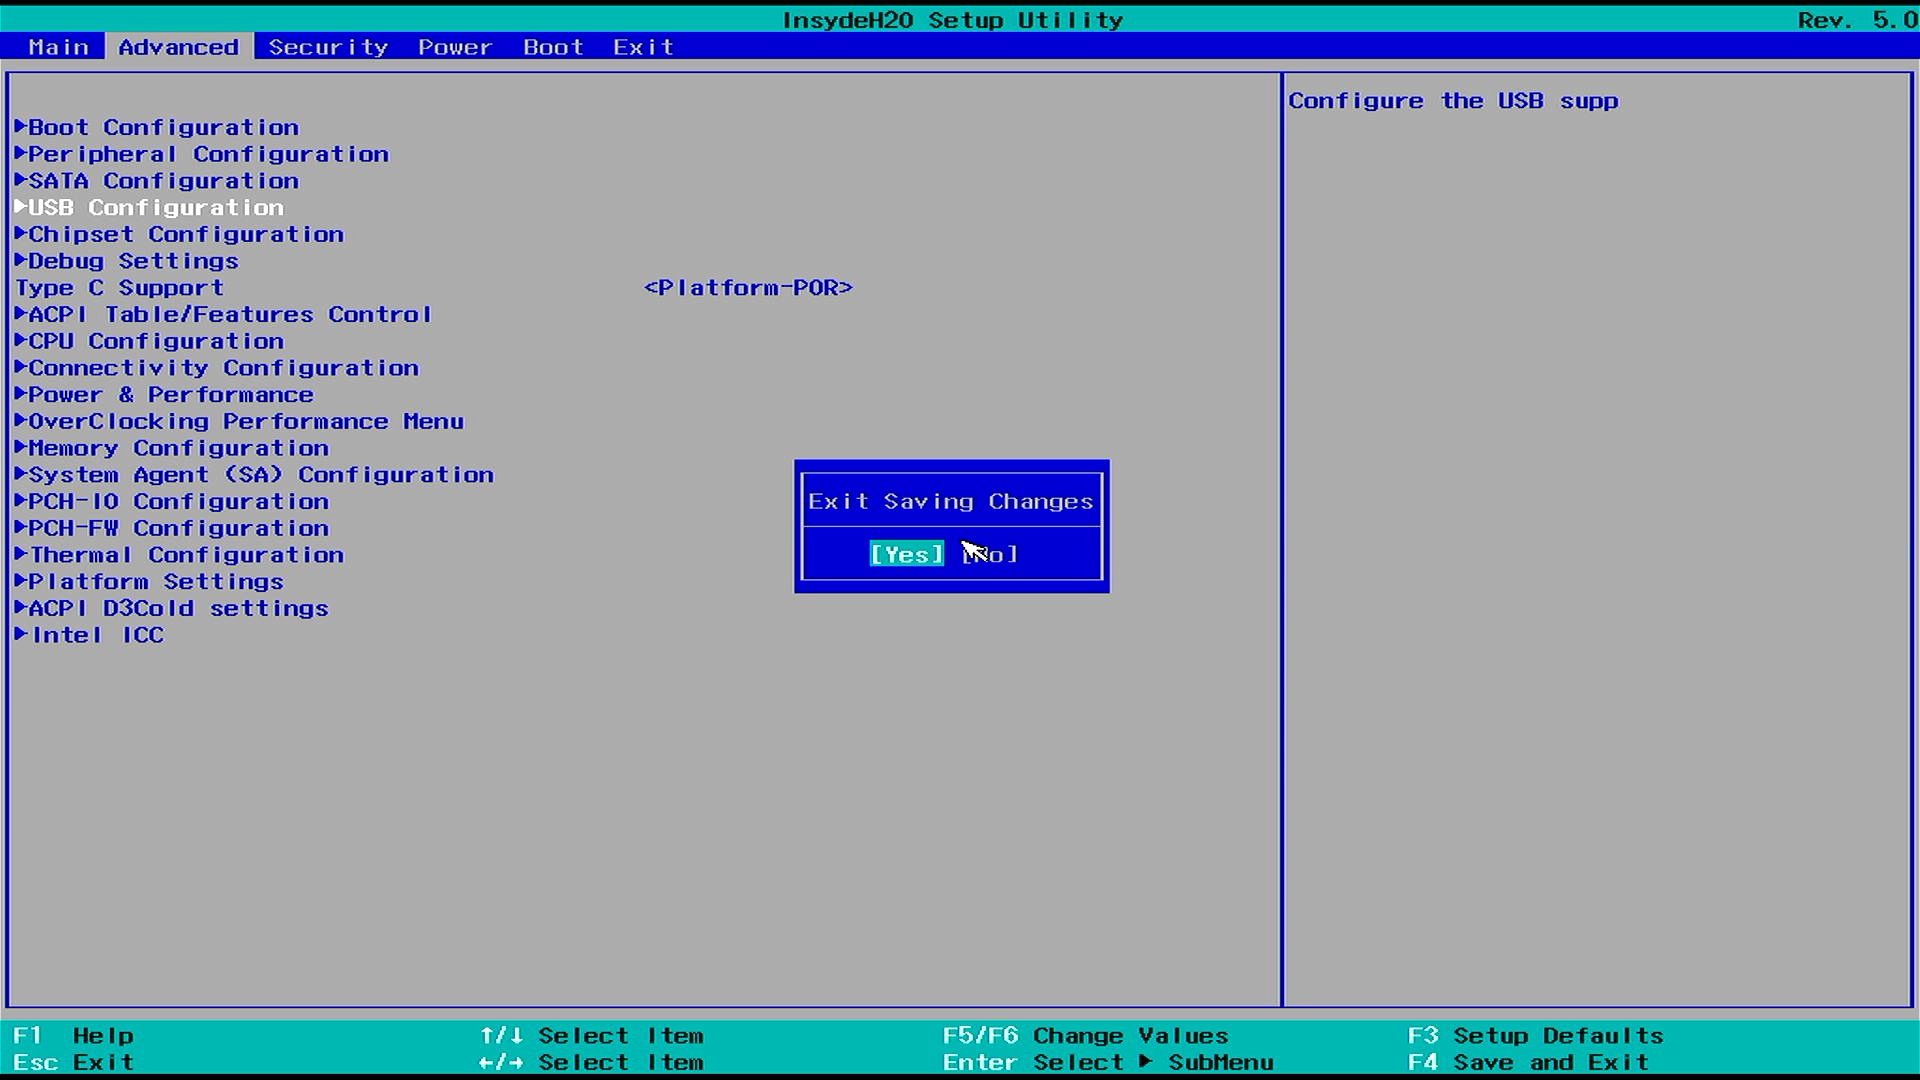 InsydeH20 Setup Utility Rev. 5.0
Main Advanced Security Power Boot Exit
Configure the USB supp
Boot Configuration
Peripheral Configuration
SATA Configuration
USB Configuration
Chipset Configuration
Debug Settings
Type C Support <Platform-POR>
ACPI Table/Features Control
CPU Configuration
Connectivity Configuration
Power & Performance
OverClocking Performance Menu
Memory Configuration
System Agent (SA) Configuration
PCH-IO Configuration
PCH-FW Configuration
Thermal Configuration
Platform Settings
ACPI D3Cold settings
Intel ICC
Exit Saving Changes
[Yes] [No]
F1 Help ↑/↓ Select Item F5/F6 Change Values F3 Setup Defaults
Esc Exit ←/→ Select Item Enter Select ▶ SubMenu F4 Save and Exit